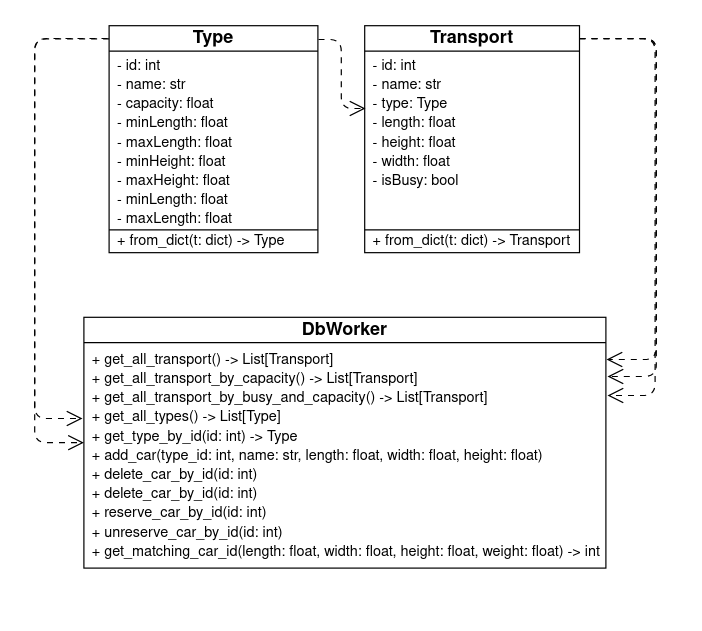 Type
- id: int
- name: str
- capacity: float
- minLength: float
- maxLength: float
- minHeight: float
- maxHeight: float
- minLength: float
- maxLength: float
+ from_dict(t: dict) -> Type
Transport
- id: int
- name: str
- type: Type
- length: float
- height: float
- width: float
- isBusy: bool
+ from_dict(t: dict) -> Transport
DbWorker
+ get_all_transport() -> List[Transport]
+ get_all_transport_by_capacity() -> List[Transport]
+ get_all_transport_by_busy_and_capacity() -> List[Transport]
+ get_all_types() -> List[Type]
+ get_type_by_id(id: int) -> Type
+ add_car(type_id: int, name: str, length: float, width: float, height: float)
+ delete_car_by_id(id: int)
+ delete_car_by_id(id: int)
+ reserve_car_by_id(id: int)
+ unreserve_car_by_id(id: int)
+ get_matching_car_id(length: float, width: float, height: float, weight: float) -> int